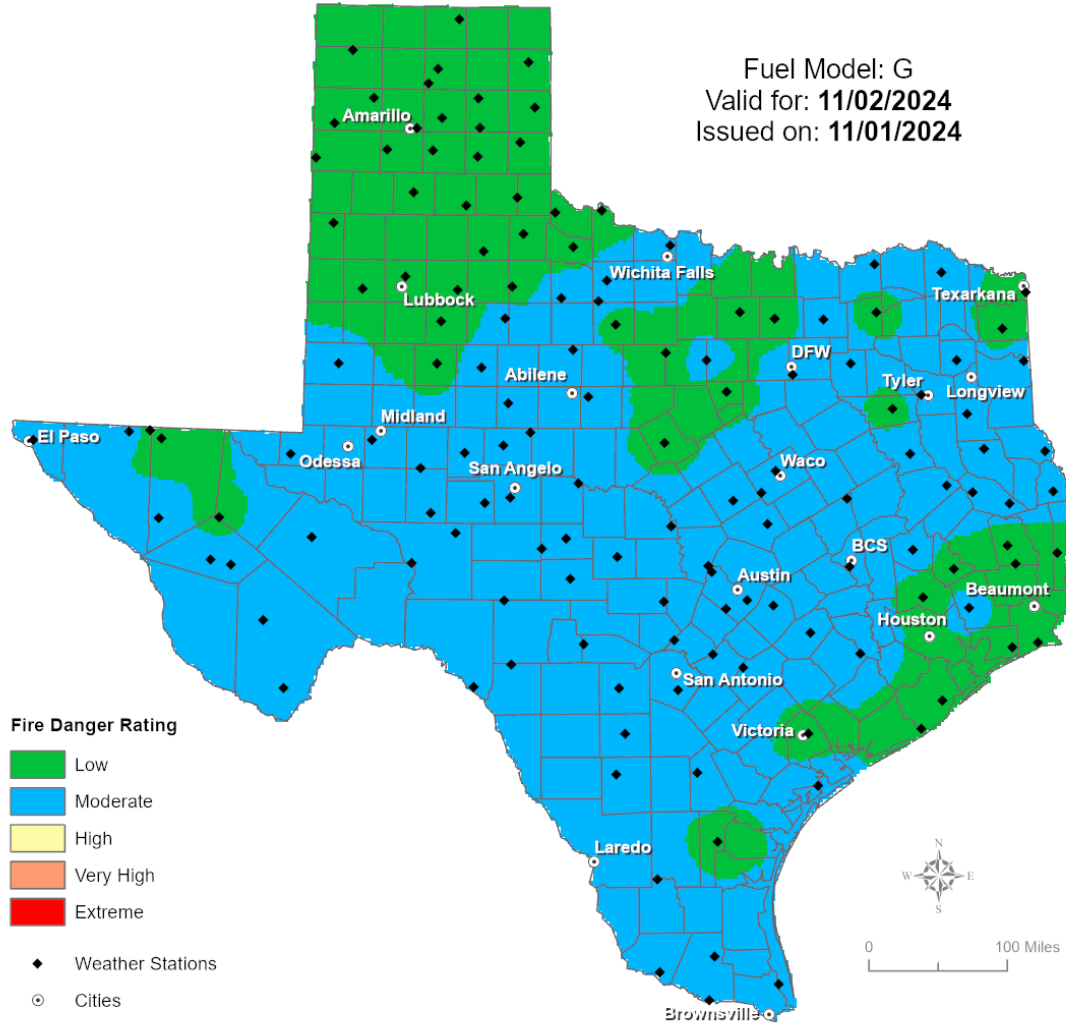 Fuel Model: G
Valid for: 11/02/2024
Issued on: 11/01/2024
Amarillo
Lubbock
Wichita Falls
Texarkana
DFW
Abilene
Tyler
Longview
Midland
El Paso
Odessa
San Angelo
Waco
BCS
Austin
Beaumont
Houston
San Antonio
Victoria
Laredo
Brownsville
Fire Danger Rating
Low
Moderate
High
Very High
Extreme
Weather Stations
Cities
N
W E
S
0 100 Miles